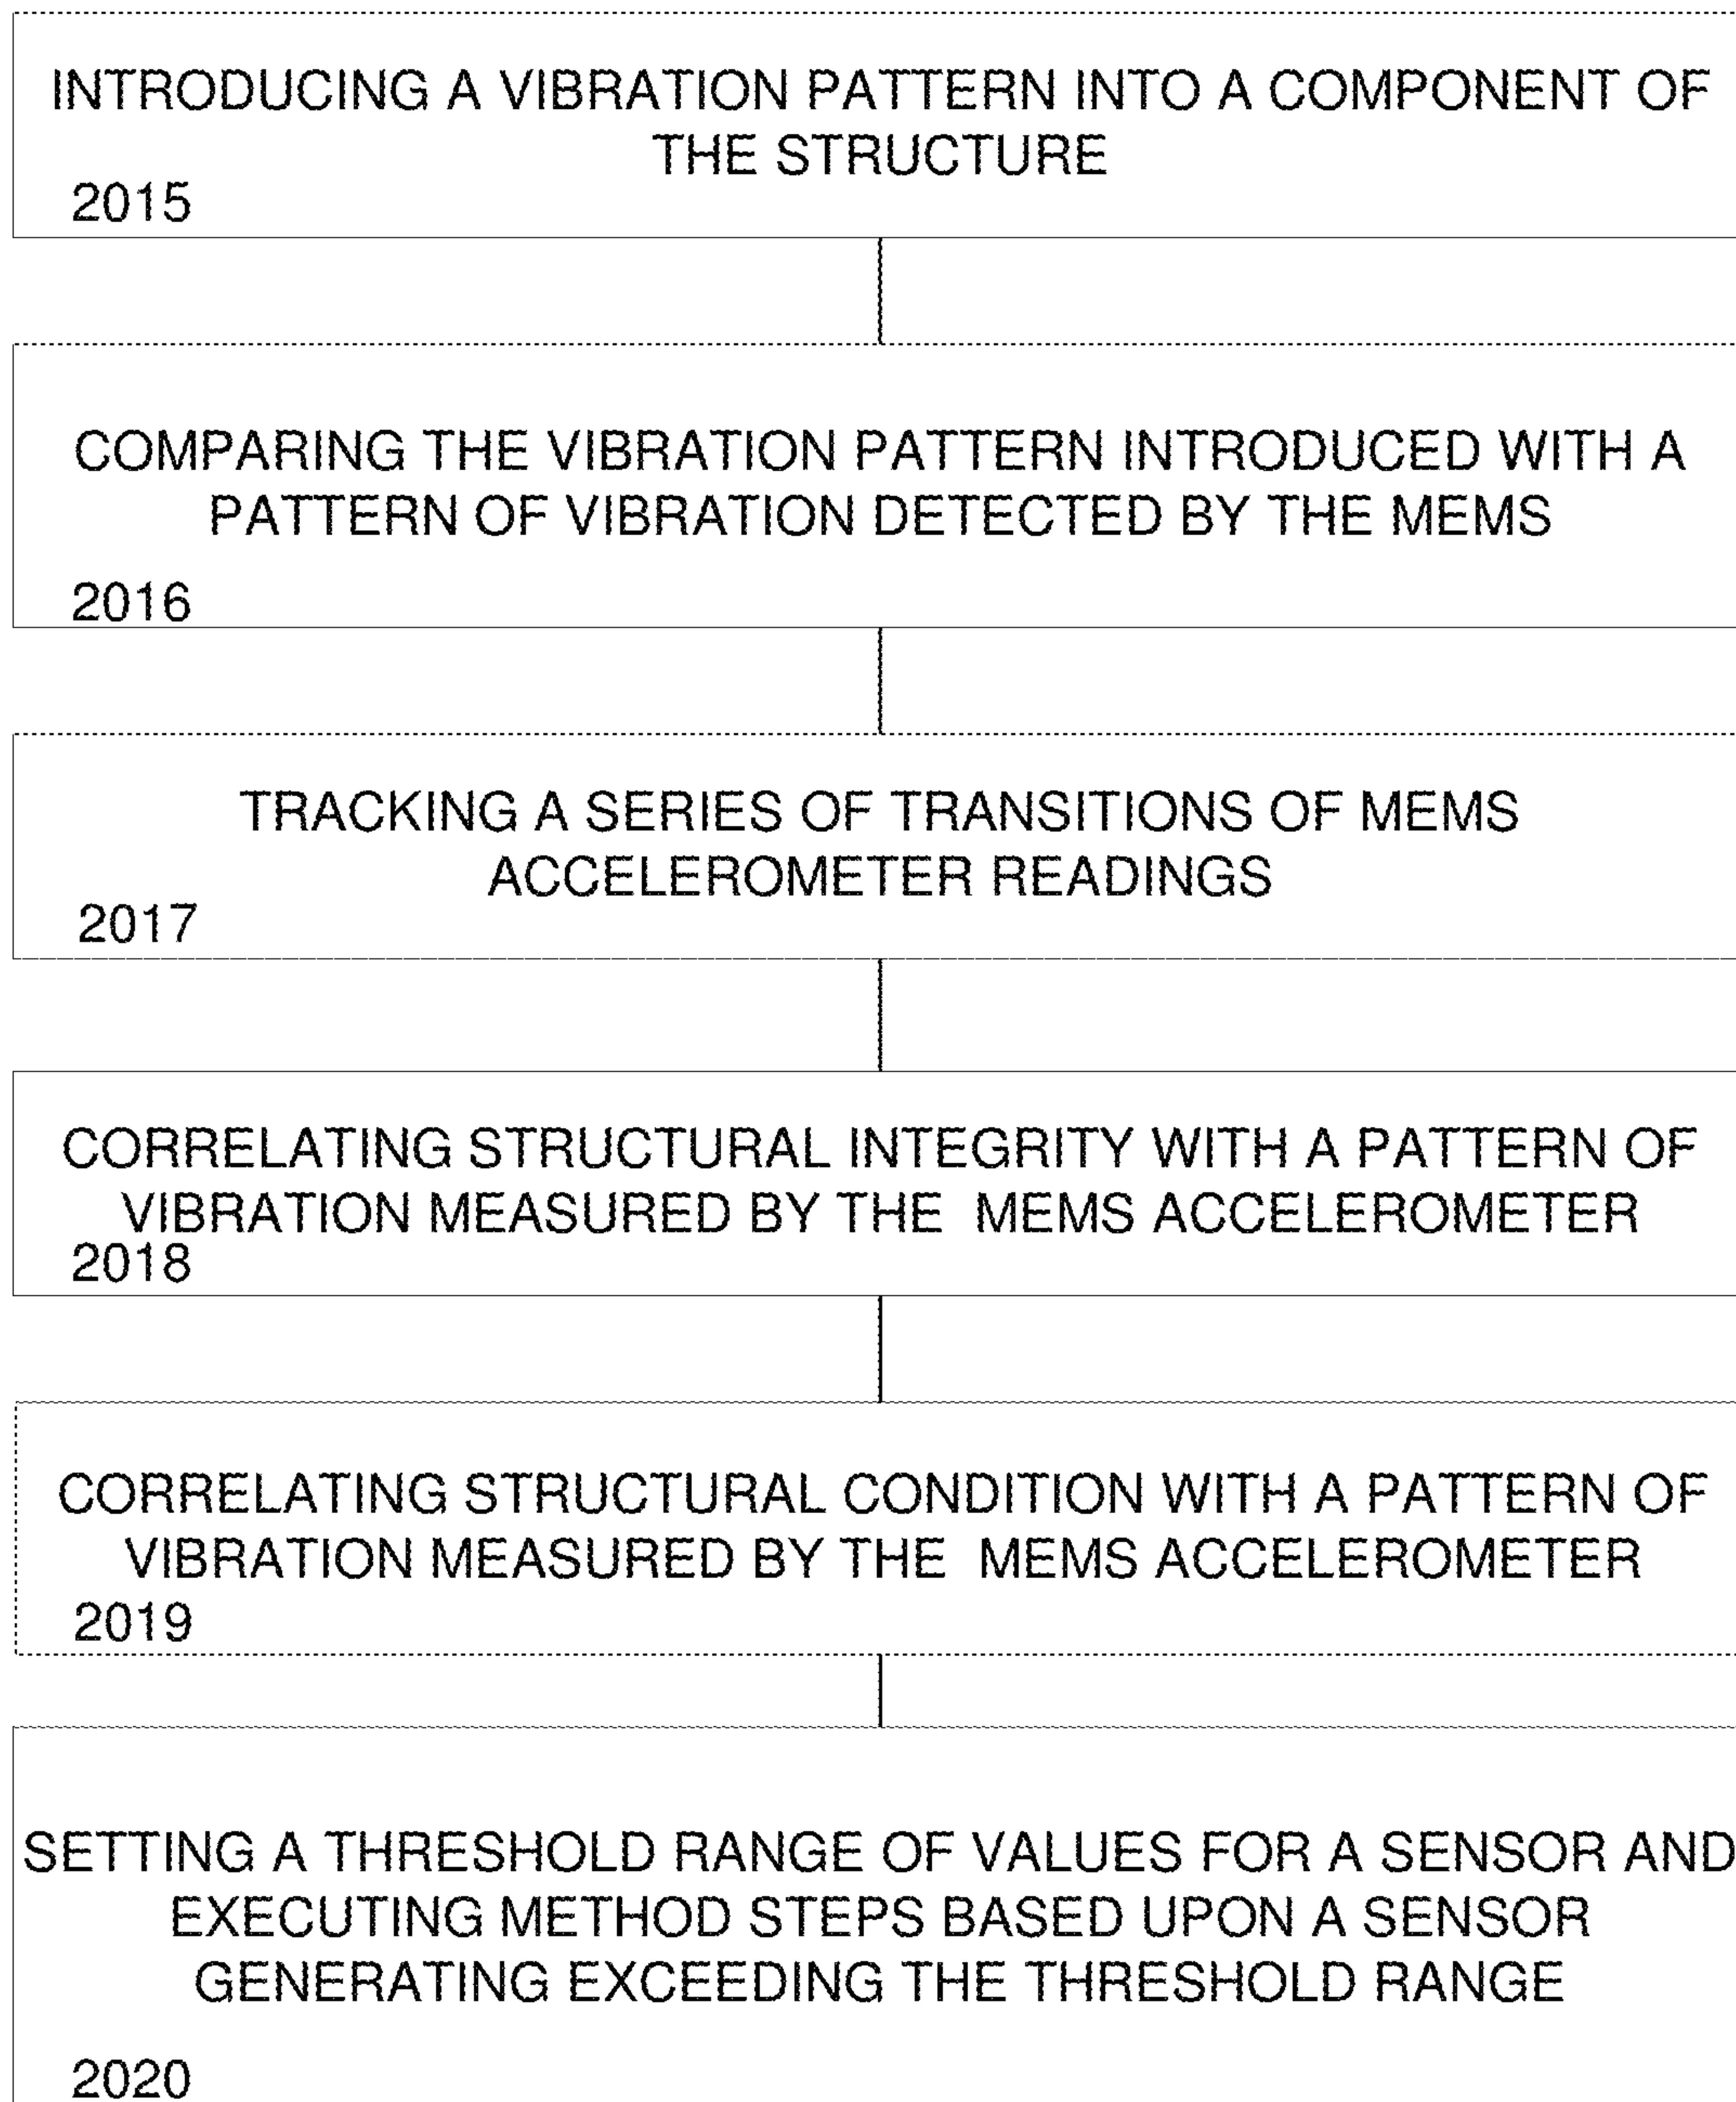 INTRODUCING A VIBRATION PATTERN INTO A COMPONENT OF
THE STRUCTURE
2015
COMPARING THE VIBRATION PATTERN INTRODUCED WITH A
PATTERN OF VIBRATION DETECTED BY THE MEMS
2016
TRACKING A SERIES OF TRANSITIONS OF MEMS
ACCELEROMETER READINGS
2017
CORRELATING STRUCTURAL INTEGRITY WITH A PATTERN OF
VIBRATION MEASURED BY THE MEMS ACCELEROMETER
2018
CORRELATING STRUCTURAL CONDITION WITH A PATTERN OF
VIBRATION MEASURED BY THE MEMS ACCELEROMETER
2019
SETTING A THRESHOLD RANGE OF VALUES FOR A SENSOR AND
EXECUTING METHOD STEPS BASED UPON A SENSOR
GENERATING EXCEEDING THE THRESHOLD RANGE
2020